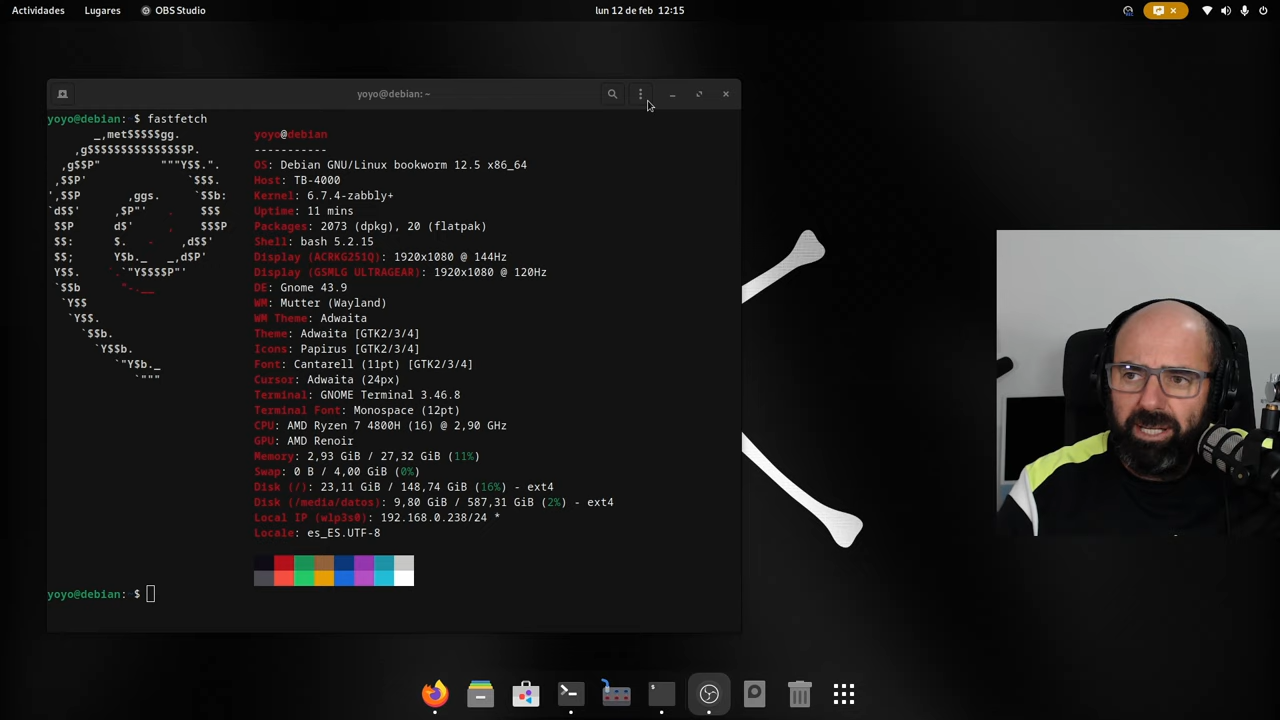 Actividades Lugares OBS Studio lun 12 de feb 12:15
yoyo@debian: ~
yoyo@debian:~$ fastfetch
_,met$$$$$gg.
,g$$$$$$$$$$$$$$$P.
,g$$P" """Y$$.".
,$$P' `$$$.
',$$P ,ggs. `$$b:
`d$$' ,$P"' . $$$
$$P d$' , $$$P
$$: $. - ,d$$'
$$; Y$b._ _,d$P'
Y$$. `.`"Y$$$$P"'
`$$b "-.__
`Y$$
`Y$$.
`$$b.
`Y$$b.
`"Y$b._
`"""
yoyo@debian
-----------
OS: Debian GNU/Linux bookworm 12.5 x86_64
Host: TB-4000
Kernel: 6.7.4-zabbly+
Uptime: 11 mins
Packages: 2073 (dpkg), 20 (flatpak)
Shell: bash 5.2.15
Display (ACRKG251Q): 1920x1080 @ 144Hz
Display (GSMLG ULTRAGEAR): 1920x1080 @ 120Hz
DE: Gnome 43.9
WM: Mutter (Wayland)
WM Theme: Adwaita
Theme: Adwaita [GTK2/3/4]
Icons: Papirus [GTK2/3/4]
Font: Cantarell (11pt) [GTK2/3/4]
Cursor: Adwaita (24px)
Terminal: GNOME Terminal 3.46.8
Terminal Font: Monospace (12pt)
CPU: AMD Ryzen 7 4800H (16) @ 2,90 GHz
GPU: AMD Renoir
Memory: 2,93 GiB / 27,32 GiB (11%)
Swap: 0 B / 4,00 GiB (0%)
Disk (/): 23,11 GiB / 148,74 GiB (16%) - ext4
Disk (/media/datos): 9,80 GiB / 587,31 GiB (2%) - ext4
Local IP (wlp3s0): 192.168.0.238/24 *
Locale: es_ES.UTF-8
yoyo@debian:~$